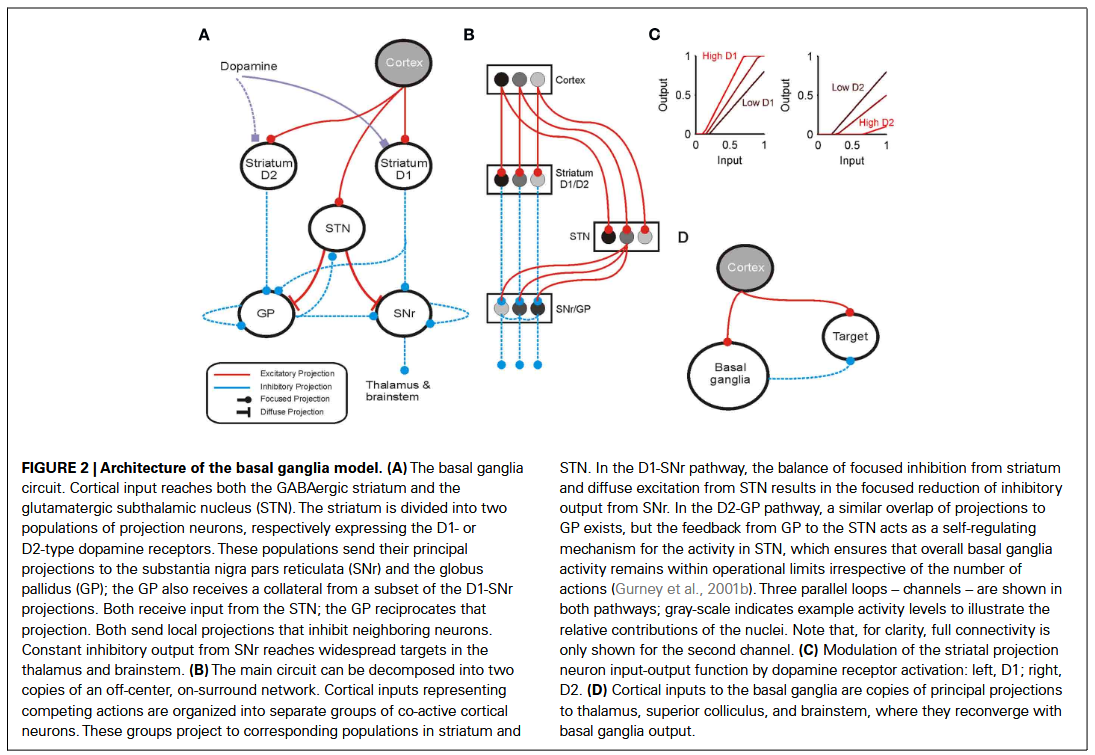 A
Dopamine
Cortex
Striatum
D2
Striatum
D1
STN
GP
SNr
Thalamus &
brainstem
Excitatory Projection
Inhibitory Projection
Focused Projection
Diffuse Projection
B
Cortex
Striatum
D1/D2
STN
SNr/GP
C
Output
1
0.5
0
High D1
Low D1
0
0.5
1
Input
Output
1
0.5
0
Low D2
High D2
0
0.5
1
Input
D
Cortex
Target
Basal
ganglia
FIGURE 2 | Architecture of the basal ganglia model. (A) The basal ganglia
circuit. Cortical input reaches both the GABAergic striatum and the
glutamatergic subthalamic nucleus (STN). The striatum is divided into two
populations of projection neurons, respectively expressing the D1- or
D2-type dopamine receptors. These populations send their principal
projections to the substantia nigra pars reticulata (SNr) and the globus
pallidus (GP); the GP also receives a collateral from a subset of the D1-SNr
projections. Both receive input from the STN; the GP reciprocates that
projection. Both send local projections that inhibit neighboring neurons.
Constant inhibitory output from SNr reaches widespread targets in the
thalamus and brainstem. (B) The main circuit can be decomposed into two
copies of an off-center, on-surround network. Cortical inputs representing
competing actions are organized into separate groups of co-active cortical
neurons. These groups project to corresponding populations in striatum and
STN. In the D1-SNr pathway, the balance of focused inhibition from striatum
and diffuse excitation from STN results in the focused reduction of inhibitory
output from SNr. In the D2-GP pathway, a similar overlap of projections to
GP exists, but the feedback from GP to the STN acts as a self-regulating
mechanism for the activity in STN, which ensures that overall basal ganglia
activity remains within operational limits irrespective of the number of
actions (Gurney et al., 2001b). Three parallel loops – channels – are shown in
both pathways; gray-scale indicates example activity levels to illustrate the
relative contributions of the nuclei. Note that, for clarity, full connectivity is
only shown for the second channel. (C) Modulation of the striatal projection
neuron input-output function by dopamine receptor activation: left, D1; right,
D2. (D) Cortical inputs to the basal ganglia are copies of principal projections
to thalamus, superior colliculus, and brainstem, where they reconverge with
basal ganglia output.